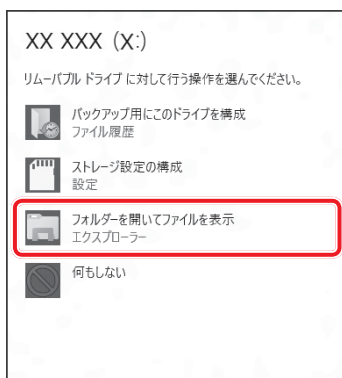 XX XXX (X:)
リムーバブル ドライブ に対して行う操作を選んでください。
バックアップ用にこのドライブを構成
ファイル履歴
ストレージ設定の構成
設定
フォルダーを開いてファイルを表示
エクスプローラー
何もしない